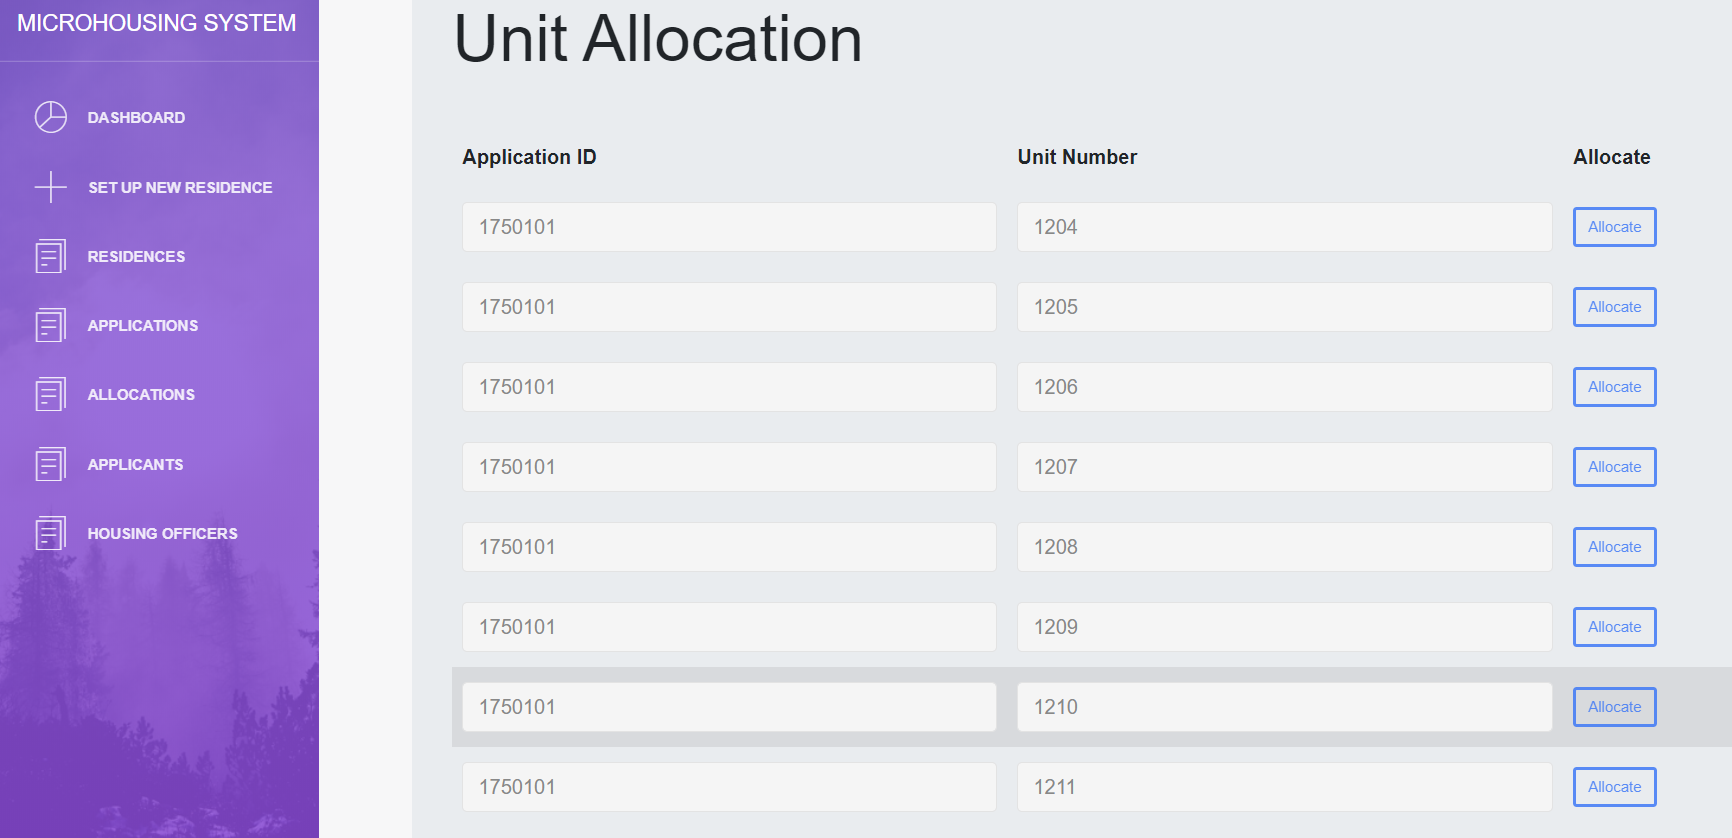 MICROHOUSING SYSTEM
DASHBOARD
SET UP NEW RESIDENCE
RESIDENCES
APPLICATIONS
ALLOCATIONS
APPLICANTS
HOUSING OFFICERS
Unit Allocation
Application ID Unit Number Allocate
1750101 1204 Allocate
1750101 1205 Allocate
1750101 1206 Allocate
1750101 1207 Allocate
1750101 1208 Allocate
1750101 1209 Allocate
1750101 1210 Allocate
1750101 1211 Allocate